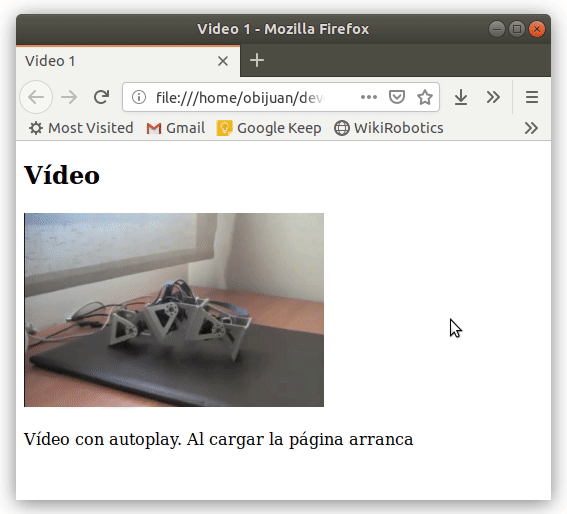 Video 1 - Mozilla Firefox
Video 1
file:///home/obijuan/dev
Most Visited Gmail Google Keep WikiRobotics
Vídeo
Vídeo con autoplay. Al cargar la página arranca